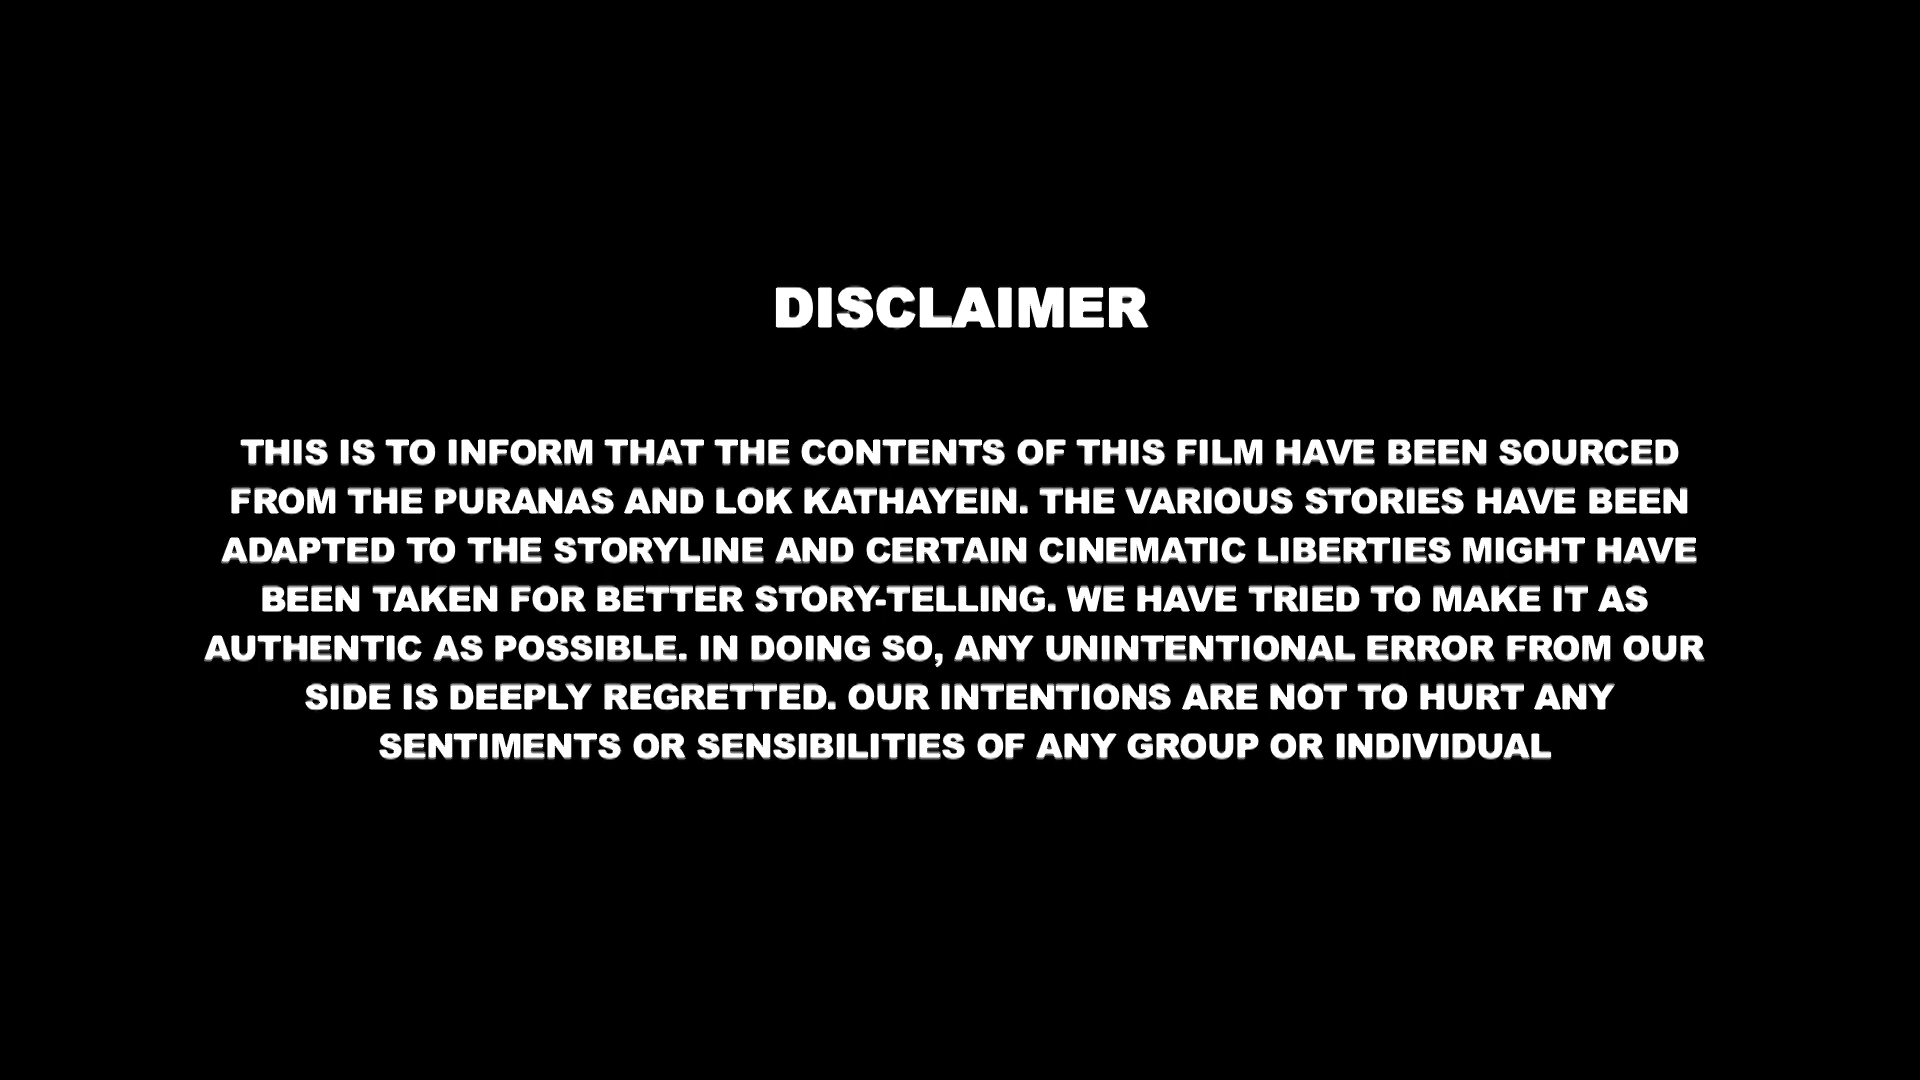 DISCLAIMER
THIS IS TO INFORM THAT THE CONTENTS OF THIS FILM HAVE BEEN SOURCED
FROM THE PURANAS AND LOK KATHAYEIN. THE VARIOUS STORIES HAVE BEEN
ADAPTED TO THE STORYLINE AND CERTAIN CINEMATIC LIBERTIES MIGHT HAVE
BEEN TAKEN FOR BETTER STORY-TELLING. WE HAVE TRIED TO MAKE IT AS
AUTHENTIC AS POSSIBLE. IN DOING SO, ANY UNINTENTIONAL ERROR FROM OUR
SIDE IS DEEPLY REGRETTED. OUR INTENTIONS ARE NOT TO HURT ANY
SENTIMENTS OR SENSIBILITIES OF ANY GROUP OR INDIVIDUAL